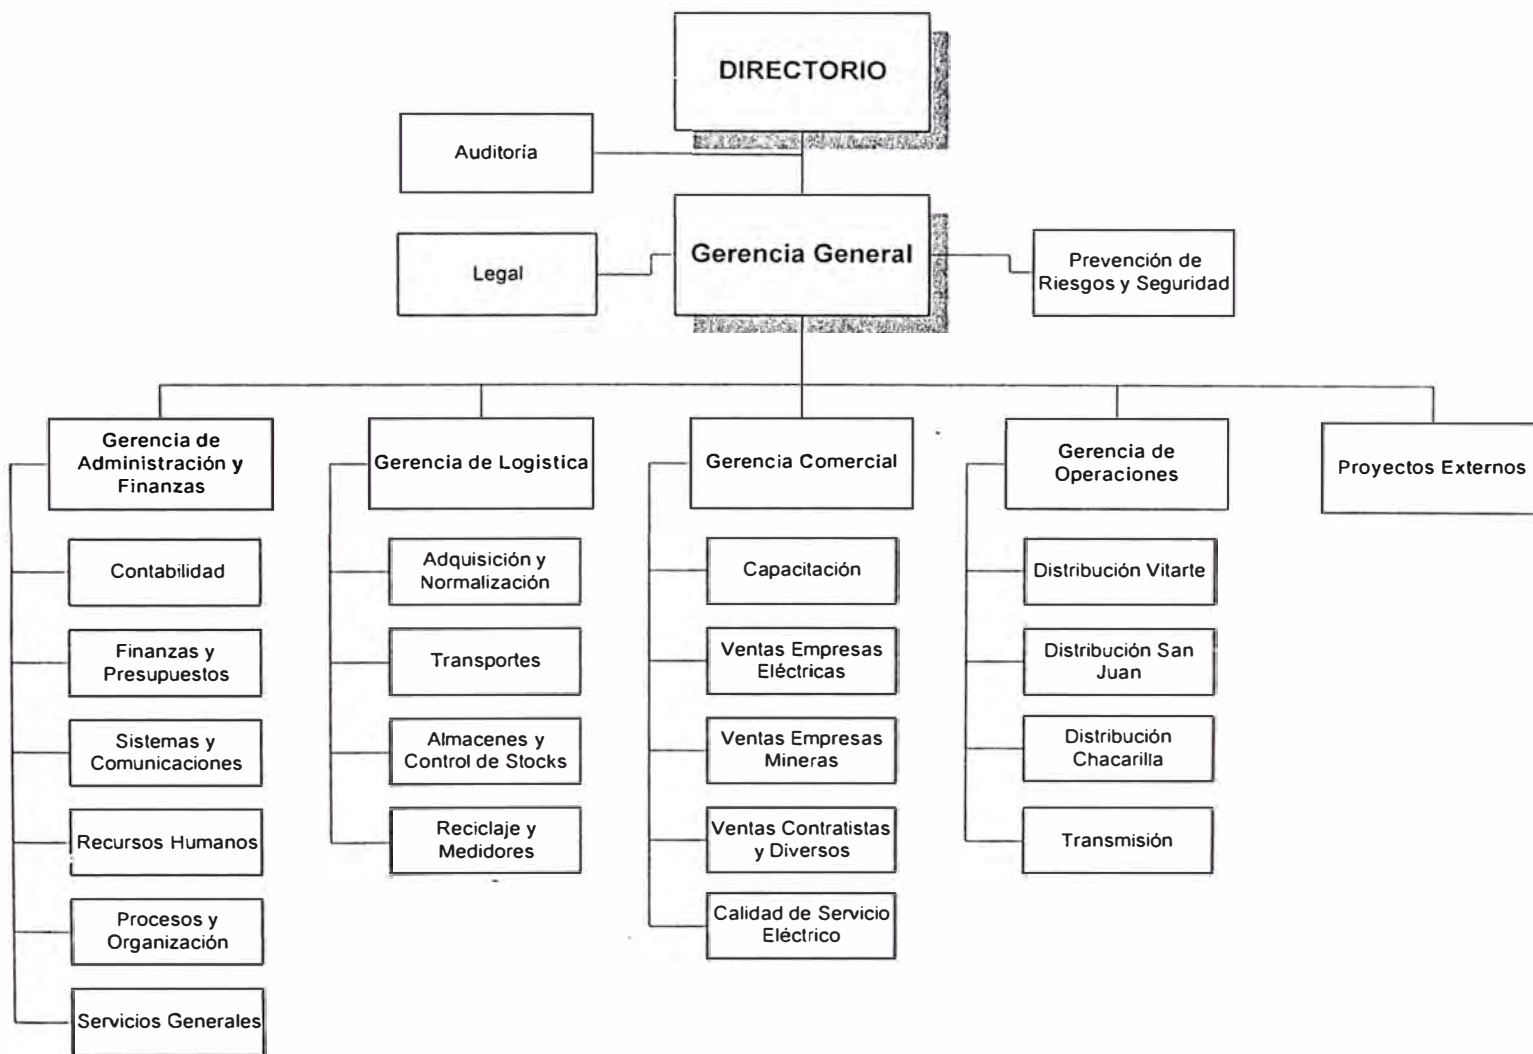 DIRECTORIO
Auditoría
Gerencia General
Legal
Prevención de
Riesgos y Seguridad
Gerencia de
Administración y
Finanzas
Gerencia de Logistica
Gerencia Comercial
Gerencia de
Operaciones
Proyectos Externos
Contabilidad
Finanzas y
Presupuestos
Sistemas y
Comunicaciones
Recursos Humanos
Procesos y
Organización
Servicios Generales
Adquisición y
Normalización
Transportes
Almacenes y
Control de Stocks
Reciclaje y
Medidores
Capacitación
Ventas Empresas
Eléctricas
Ventas Empresas
Mineras
Ventas Contratistas
y Diversos
Calidad de Servicio
Eléctrico
Distribución Vitarte
Distribución San
Juan
Distribución
Chacarilla
Transmisión